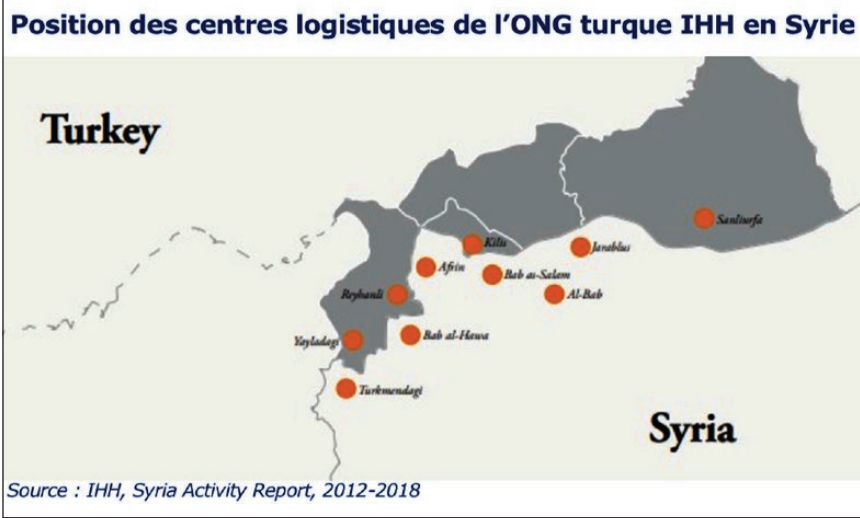 Position des centres logistiques de l’ONG turque IHH en Syrie
Turkey
Sanliurfa
Kilis
Jarablus
Afrin
Bab as-Salam
Reyhanli
Al-Bab
Yayladagi
Bab al-Hawa
Turkmendagi
Syria
Source : IHH, Syria Activity Report, 2012-2018